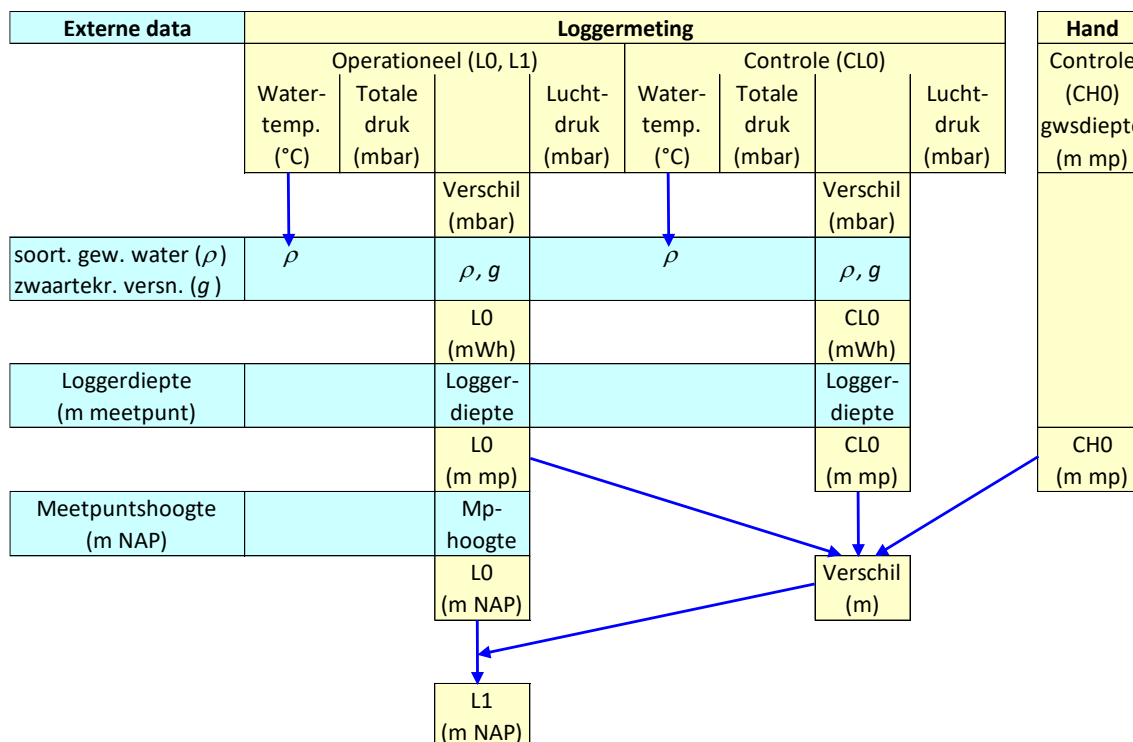 Externe data
Loggermeting
Hand
Operationeel (L0, L1)
Controle (CL0)
Controle
(CH0)
gwsdiepte
(m mp)
Water-
temp.
(°C)
Totale
druk
(mbar)
Lucht-
druk
(mbar)
Water-
temp.
(°C)
Totale
druk
(mbar)
Lucht-
druk
(mbar)
Verschil
(mbar)
Verschil
(mbar)
soort. gew. water (ρ)
zwaartekr. versn. (g )
ρ
ρ, g
ρ
ρ, g
L0
(mWh)
CL0
(mWh)
Loggerdiepte
(m meetpunt)
Logger-
diepte
Logger-
diepte
L0
(m mp)
CL0
(m mp)
CH0
(m mp)
Meetpuntshoogte
(m NAP)
Mp-
hoogte
L0
(m NAP)
Verschil
(m)
L1
(m NAP)